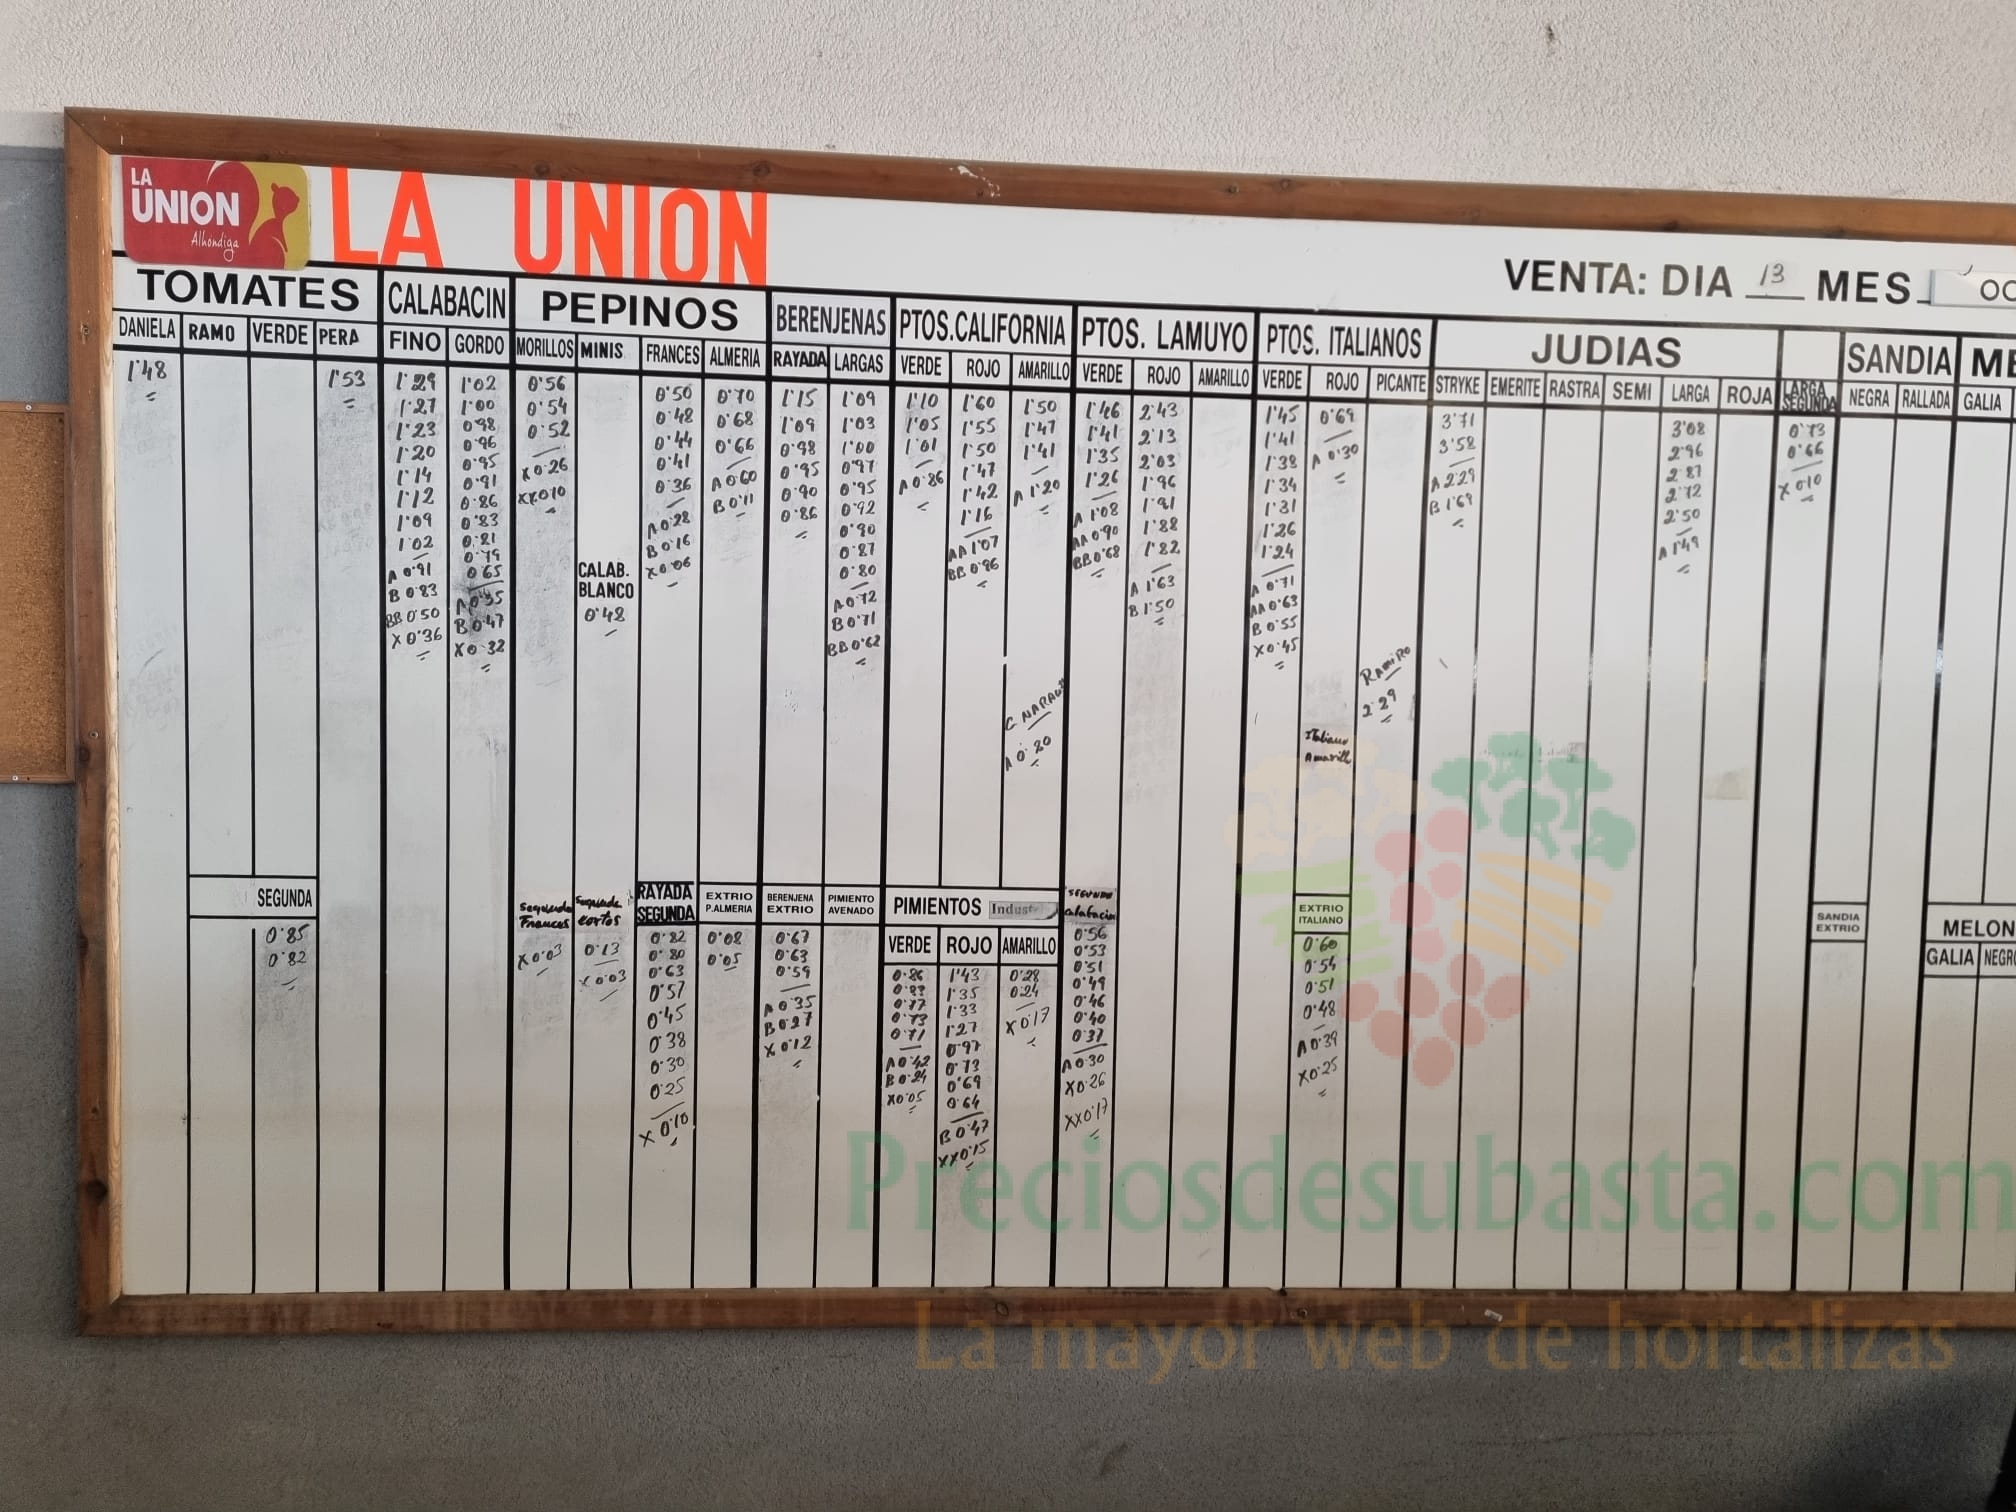 LA
UNION
Alhóndiga
LA UNION
VENTA: DIA 13 MES
TOMATES
DANIELA RAMO VERDE PERA
1'48
1'53
SEGUNDA
0'85
0'82
CALABACIN
FINO GORDO
1'29
1'27
1'23
1'20
1'14
1'12
1'09
1'02
A 0'91
B 0'83
BB 0'50
X 0'36
1'02
1'00
0'98
0'96
0'95
0'91
0'86
0'83
0'81
0'79
0'65
A 0'55
B 0'47
X 0'32
PEPINOS
MORILLOS MINIS FRANCES ALMERIA
0'56
0'54
0'52
X 0'26
XX 0'10
CALAB.
BLANCO
0'48
0'50
0'48
0'44
0'41
0'36
A 0'28
B 0'16
X 0'06
0'70
0'68
0'66
A 0'60
B 0'11
Segunda
Frances
X 0'03
Segunda
cortos
0'13
X 0'03
RAYADA
SEGUNDA
0'82
0'80
0'63
0'57
0'45
0'38
0'30
0'25
X 0'10
EXTRIO
P.ALMERIA
0'08
0'05
BERENJENAS
RAYADA LARGAS
1'15
1'09
0'98
0'95
0'90
0'86
1'09
1'03
1'00
0'97
0'95
0'92
0'90
0'87
0'80
A 0'72
B 0'71
BB 0'62
BERENJENA
EXTRIO
0'67
0'63
0'59
A 0'35
B 0'27
X 0'12
PIMIENTO
AVENADO
PTOS.CALIFORNIA
VERDE ROJO AMARILLO
1'10
1'05
1'01
A 0'86
1'60
1'55
1'50
1'47
1'42
1'16
AA 1'07
BB 0'96
1'50
1'47
1'41
A 1'20
A 0'80
PIMIENTOS Indust
VERDE ROJO AMARILLO
0'86
0'83
0'77
0'73
0'71
A 0'42
B 0'24
X 0'05
1'43
1'35
1'33
1'27
0'97
0'73
0'69
0'64
B 0'47
XX 0'15
0'28
0'24
X 0'17
PTOS. LAMUYO
VERDE ROJO AMARILLO
1'46
1'41
1'35
1'26
A 1'08
AA 0'90
BB 0'68
2'43
2'13
2'03
1'96
1'91
1'88
1'82
A 1'63
B 1'50
segunda
calabacin
0'56
0'53
0'51
0'49
0'46
0'40
0'37
A 0'30
X 0'26
XX 0'17
PTOS. ITALIANOS
VERDE ROJO PICANTE
1'45
1'41
1'38
1'34
1'31
1'26
1'24
A 0'71
AA 0'63
B 0'55
X 0'45
0'69
A 0'30
RAMIRO
2'29
Italiano
Amarillo
EXTRIO
ITALIANO
0'60
0'54
0'51
0'48
A 0'39
X 0'25
JUDIAS
STRYKE EMERITE RASTRA SEMI LARGA ROJA
3'71
3'58
A 2'29
B 1'69
3'08
2'96
2'87
2'72
2'50
A 1'49
LARGA
SEGUNDA
0'73
0'66
X 0'10
SANDIA
NEGRA RALLADA
GALIA
SANDIA
EXTRIO
MELON
GALIA
Preciosdesubasta.com
La mayor web de hortalizas